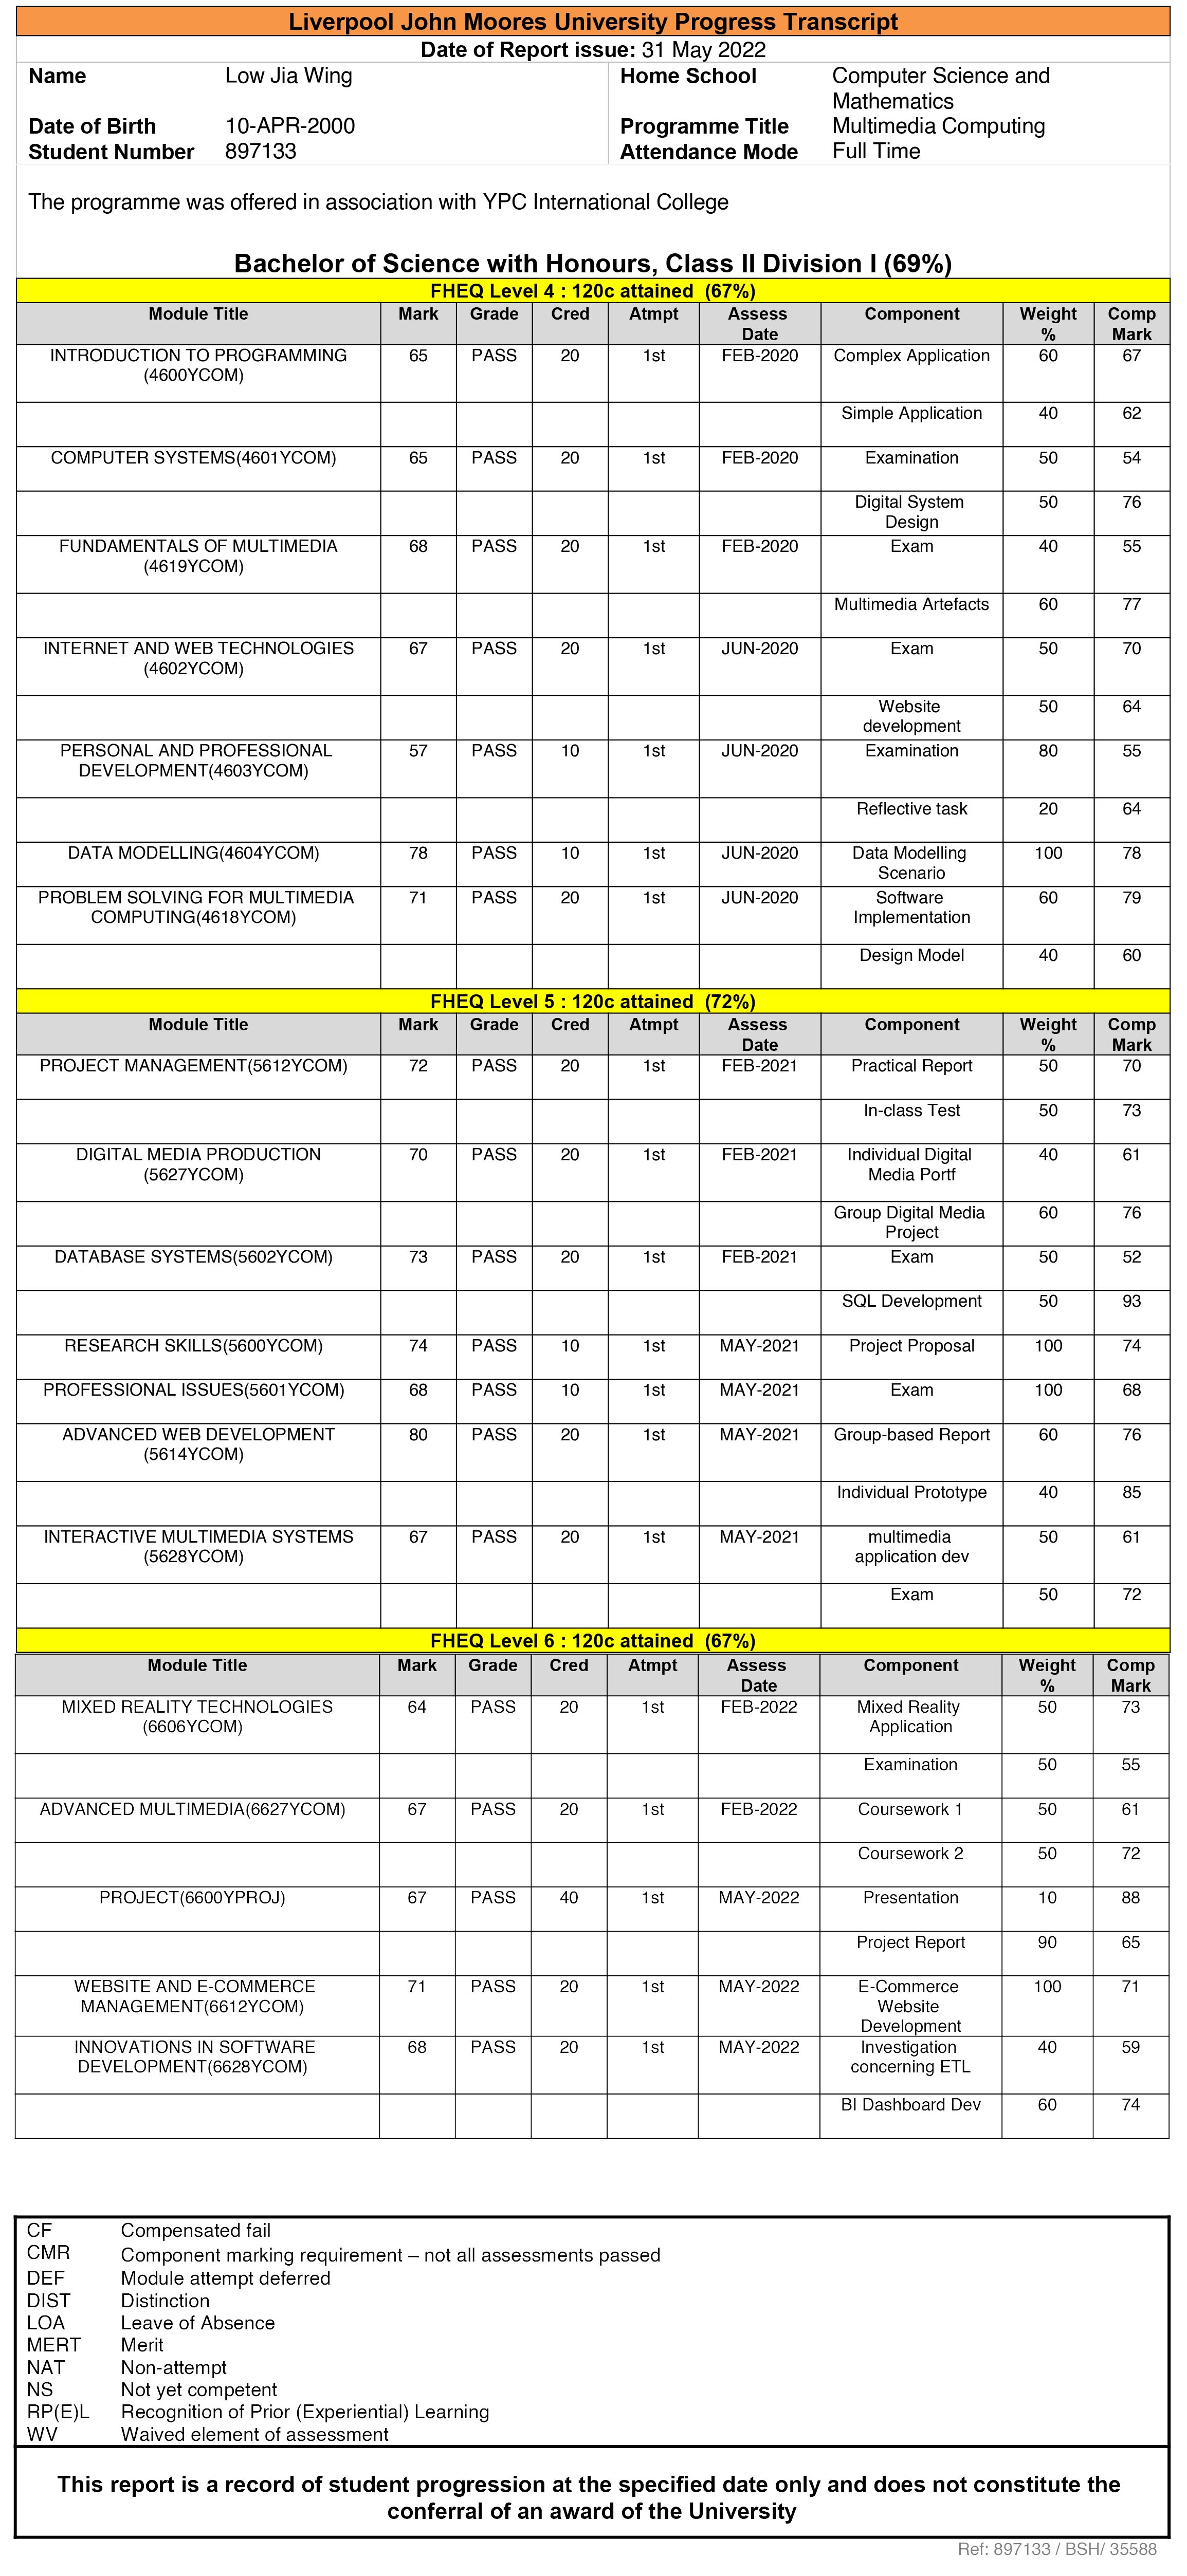 Liverpool John Moores University Progress Transcript
Date of Report issue: 31 May 2022
Name Low Jia Wing Home School Computer Science and
Mathematics
Date of Birth 10-APR-2000 Programme Title Multimedia Computing
Student Number 897133 Attendance Mode Full Time
The programme was offered in association with YPC International College
Bachelor of Science with Honours, Class II Division I (69%)
FHEQ Level 4 : 120c attained (67%)
Module Title Mark Grade Cred Atmpt Assess Component Weight Comp
Date % Mark
INTRODUCTION TO PROGRAMMING 65 PASS 20 1st FEB-2020 Complex Application 60 67
(4600YCOM)
Simple Application 40 62
COMPUTER SYSTEMS(4601YCOM) 65 PASS 20 1st FEB-2020 Examination 50 54
Digital System 50 76
Design
FUNDAMENTALS OF MULTIMEDIA 68 PASS 20 1st FEB-2020 Exam 40 55
(4619YCOM)
Multimedia Artefacts 60 77
INTERNET AND WEB TECHNOLOGIES 67 PASS 20 1st JUN-2020 Exam 50 70
(4602YCOM)
Website 50 64
development
PERSONAL AND PROFESSIONAL 57 PASS 10 1st JUN-2020 Examination 80 55
DEVELOPMENT(4603YCOM)
Reflective task 20 64
DATA MODELLING(4604YCOM) 78 PASS 10 1st JUN-2020 Data Modelling 100 78
Scenario
PROBLEM SOLVING FOR MULTIMEDIA 71 PASS 20 1st JUN-2020 Software 60 79
COMPUTING(4618YCOM) Implementation
Design Model 40 60
FHEQ Level 5 : 120c attained (72%)
Module Title Mark Grade Cred Atmpt Assess Component Weight Comp
Date % Mark
PROJECT MANAGEMENT(5612YCOM) 72 PASS 20 1st FEB-2021 Practical Report 50 70
In-class Test 50 73
DIGITAL MEDIA PRODUCTION 70 PASS 20 1st FEB-2021 Individual Digital 40 61
(5627YCOM) Media Portf
Group Digital Media 60 76
Project
DATABASE SYSTEMS(5602YCOM) 73 PASS 20 1st FEB-2021 Exam 50 52
SQL Development 50 93
RESEARCH SKILLS(5600YCOM) 74 PASS 10 1st MAY-2021 Project Proposal 100 74
PROFESSIONAL ISSUES(5601YCOM) 68 PASS 10 1st MAY-2021 Exam 100 68
ADVANCED WEB DEVELOPMENT 80 PASS 20 1st MAY-2021 Group-based Report 60 76
(5614YCOM)
Individual Prototype 40 85
INTERACTIVE MULTIMEDIA SYSTEMS 67 PASS 20 1st MAY-2021 multimedia 50 61
(5628YCOM) application dev
Exam 50 72
FHEQ Level 6 : 120c attained (67%)
Module Title Mark Grade Cred Atmpt Assess Component Weight Comp
Date % Mark
MIXED REALITY TECHNOLOGIES 64 PASS 20 1st FEB-2022 Mixed Reality 50 73
(6606YCOM) Application
Examination 50 55
ADVANCED MULTIMEDIA(6627YCOM) 67 PASS 20 1st FEB-2022 Coursework 1 50 61
Coursework 2 50 72
PROJECT(6600YPROJ) 67 PASS 40 1st MAY-2022 Presentation 10 88
Project Report 90 65
WEBSITE AND E-COMMERCE 71 PASS 20 1st MAY-2022 E-Commerce 100 71
MANAGEMENT(6612YCOM) Website
Development
INNOVATIONS IN SOFTWARE 68 PASS 20 1st MAY-2022 Investigation 40 59
DEVELOPMENT(6628YCOM) concerning ETL
BI Dashboard Dev 60 74
CF Compensated fail
CMR Component marking requirement – not all assessments passed
DEF Module attempt deferred
DIST Distinction
LOA Leave of Absence
MERT Merit
NAT Non-attempt
NS Not yet competent
RP(E)L Recognition of Prior (Experiential) Learning
WV Waived element of assessment
This report is a record of student progression at the specified date only and does not constitute the
conferral of an award of the University
Ref: 897133 / BSH/ 35588